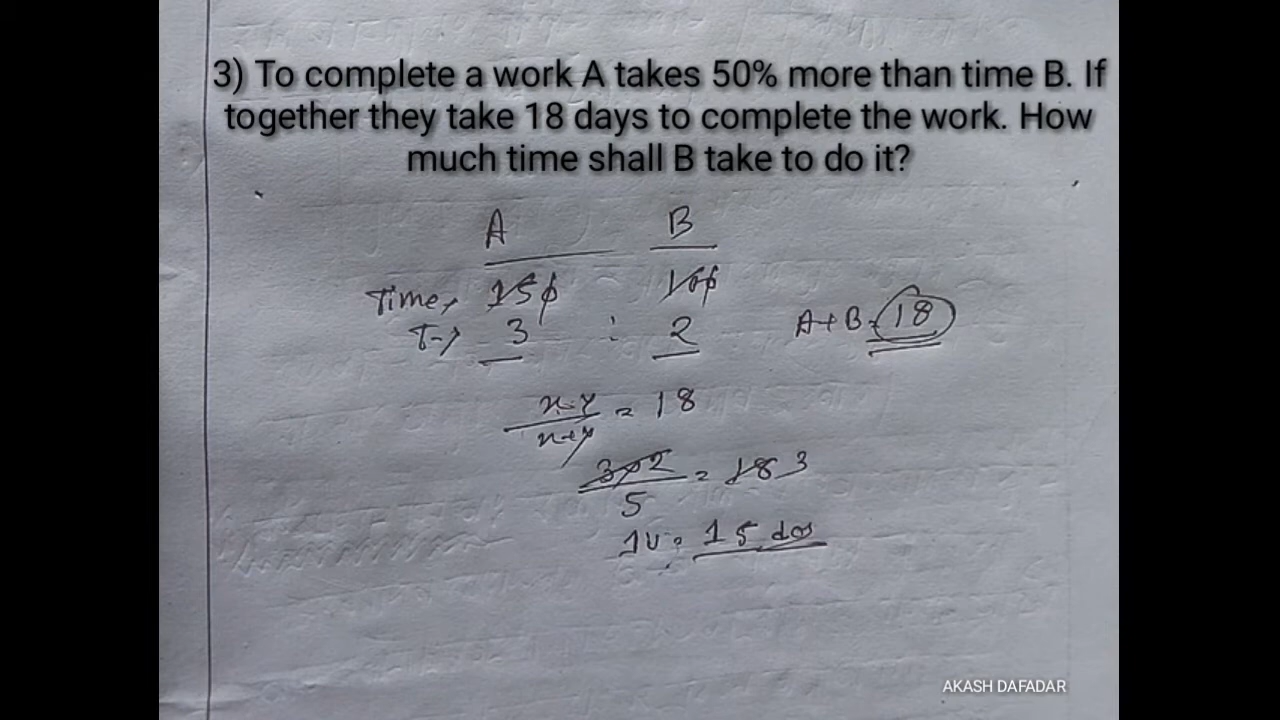 3) To complete a work A takes 50% more than time B. If
together they take 18 days to complete the work. How
much time shall B take to do it?
A B
Time→ 150 100
T→ 3 : 2 A+B = 18
x.y/x+y = 18
3×2/5 = 18 3
1U = 15 das
AKASH DAFADAR